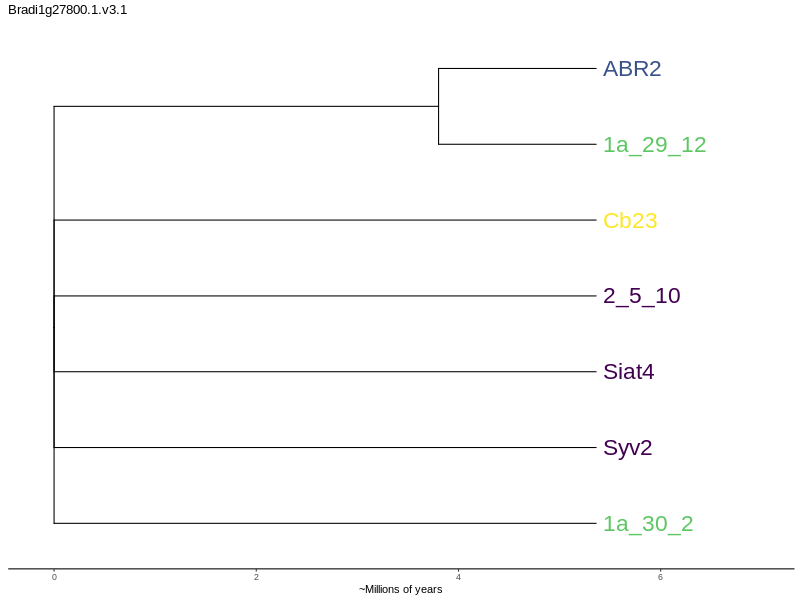 Bradi1g27800.1.v3.1
ABR2
1a_29_12
Cb23
2_5_10
Siat4
Syv2
1a_30_2
0 2 4 6
~Millions of years